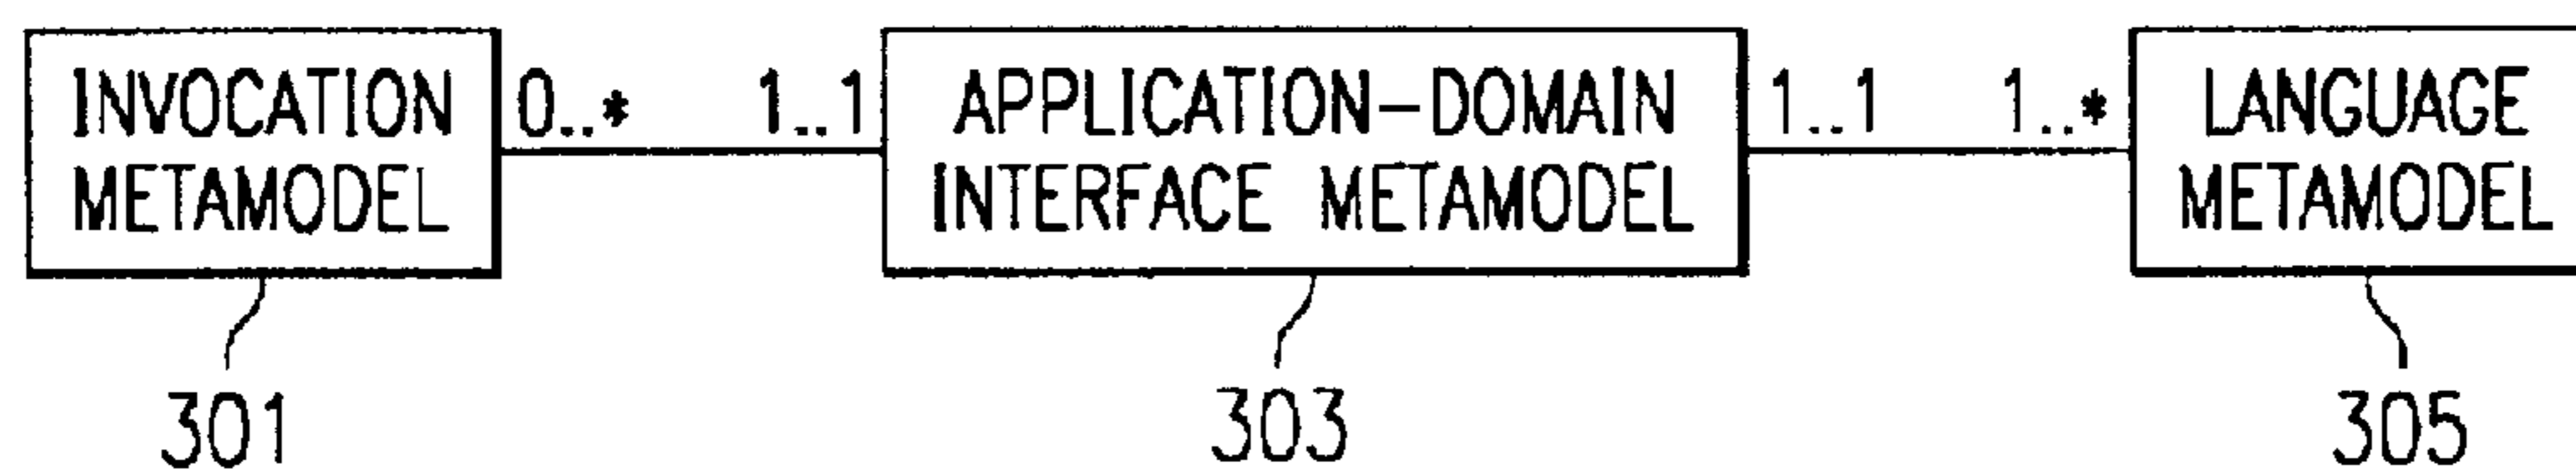 INVOCATION
METAMODEL
0..* 1..1
APPLICATION-DOMAIN
INTERFACE METAMODEL
1..1 1..*
LANGUAGE
METAMODEL
301
303
305